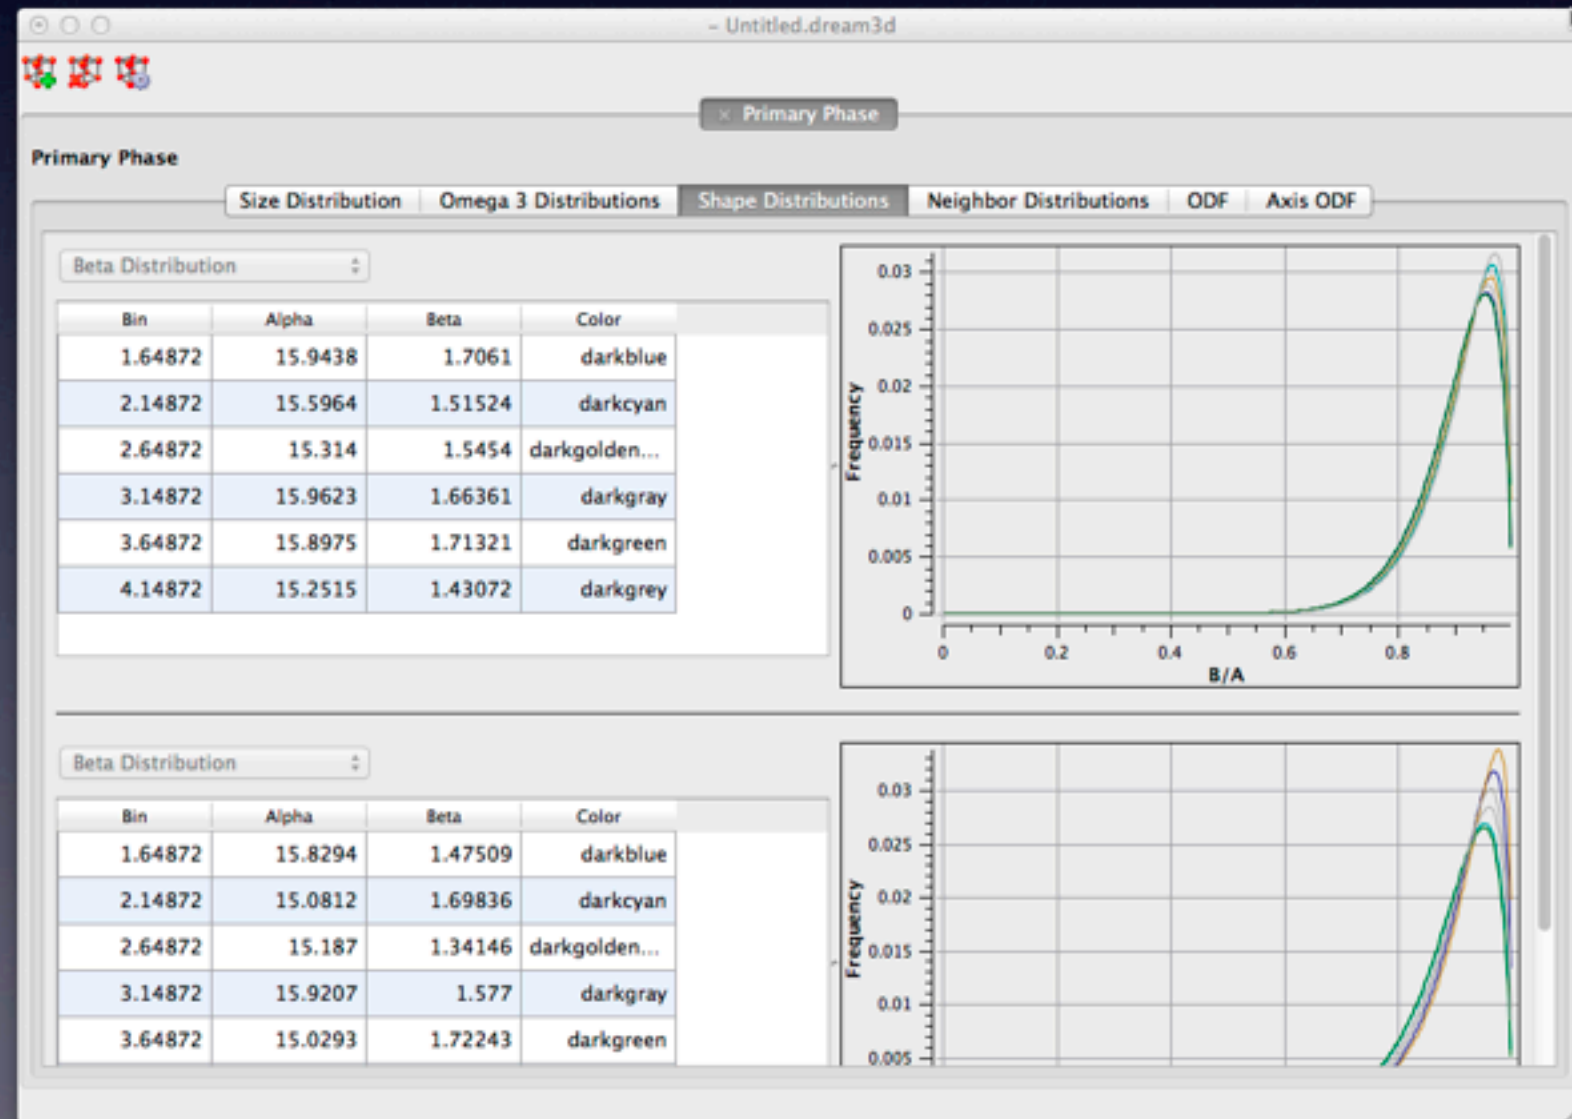 – Untitled.dream3d
Primary Phase
Primary Phase
Size Distribution Omega 3 Distributions Shape Distributions Neighbor Distributions ODF Axis ODF
Beta Distribution
Bin Alpha Beta Color
1.64872 15.9438 1.7061 darkblue
2.14872 15.5964 1.51524 darkcyan
2.64872 15.314 1.5454 darkgolden...
3.14872 15.9623 1.66361 darkgray
3.64872 15.8975 1.71321 darkgreen
4.14872 15.2515 1.43072 darkgrey
Frequency
0.03
0.025
0.02
0.015
0.01
0.005
0
0 0.2 0.4 0.6 0.8
B/A
Beta Distribution
Bin Alpha Beta Color
1.64872 15.8294 1.47509 darkblue
2.14872 15.0812 1.69836 darkcyan
2.64872 15.187 1.34146 darkgolden...
3.14872 15.9207 1.577 darkgray
3.64872 15.0293 1.72243 darkgreen
Frequency
0.03
0.025
0.02
0.015
0.01
0.005